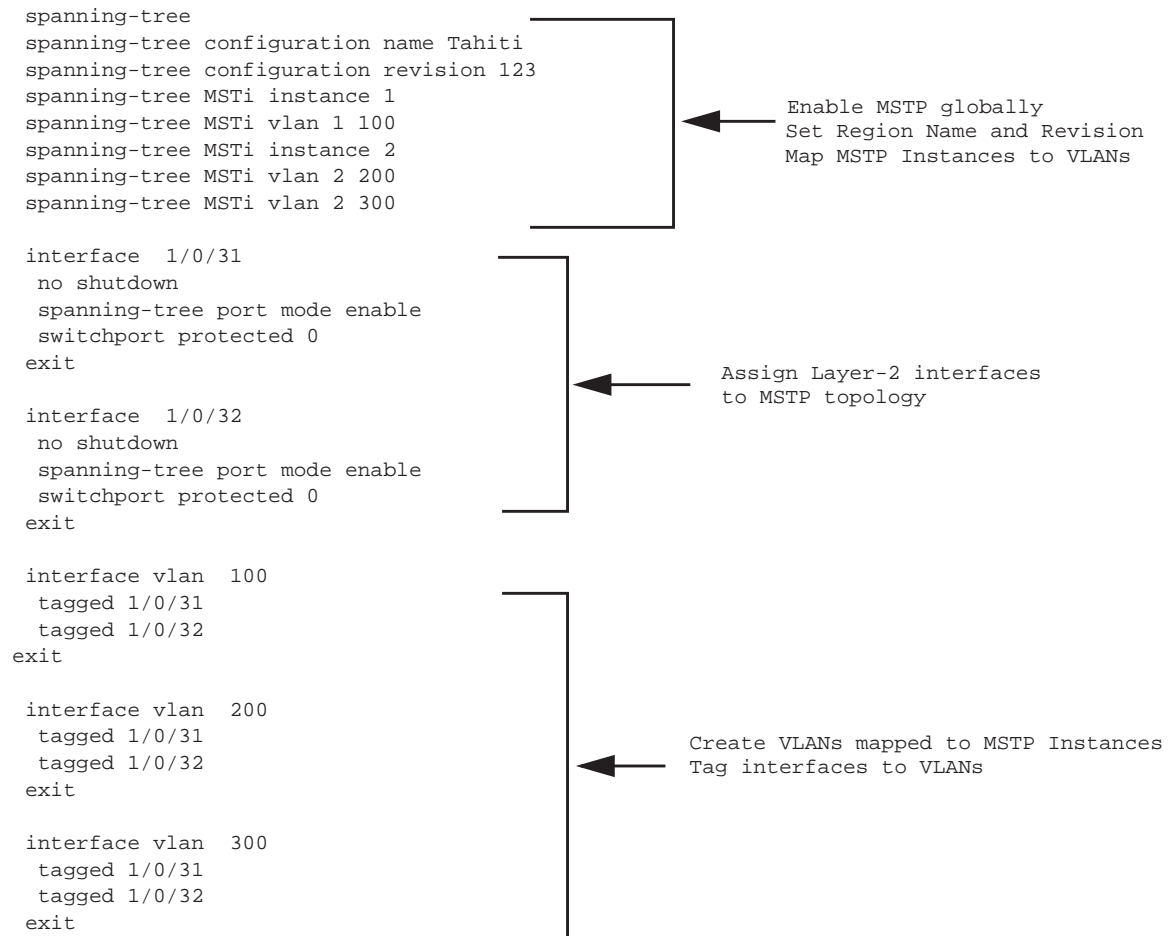 spanning-tree
spanning-tree configuration name Tahiti
spanning-tree configuration revision 123
spanning-tree MSTi instance 1
spanning-tree MSTi vlan 1 100
spanning-tree MSTi instance 2
spanning-tree MSTi vlan 2 200
spanning-tree MSTi vlan 2 300
Enable MSTP globally
Set Region Name and Revision
Map MSTP Instances to VLANs
interface  1/0/31
no shutdown
spanning-tree port mode enable
switchport protected 0
exit
interface  1/0/32
no shutdown
spanning-tree port mode enable
switchport protected 0
exit
Assign Layer-2 interfaces
to MSTP topology
interface vlan  100
tagged 1/0/31
tagged 1/0/32
exit
interface vlan  200
tagged 1/0/31
tagged 1/0/32
exit
interface vlan  300
tagged 1/0/31
tagged 1/0/32
exit
Create VLANs mapped to MSTP Instances
Tag interfaces to VLANs